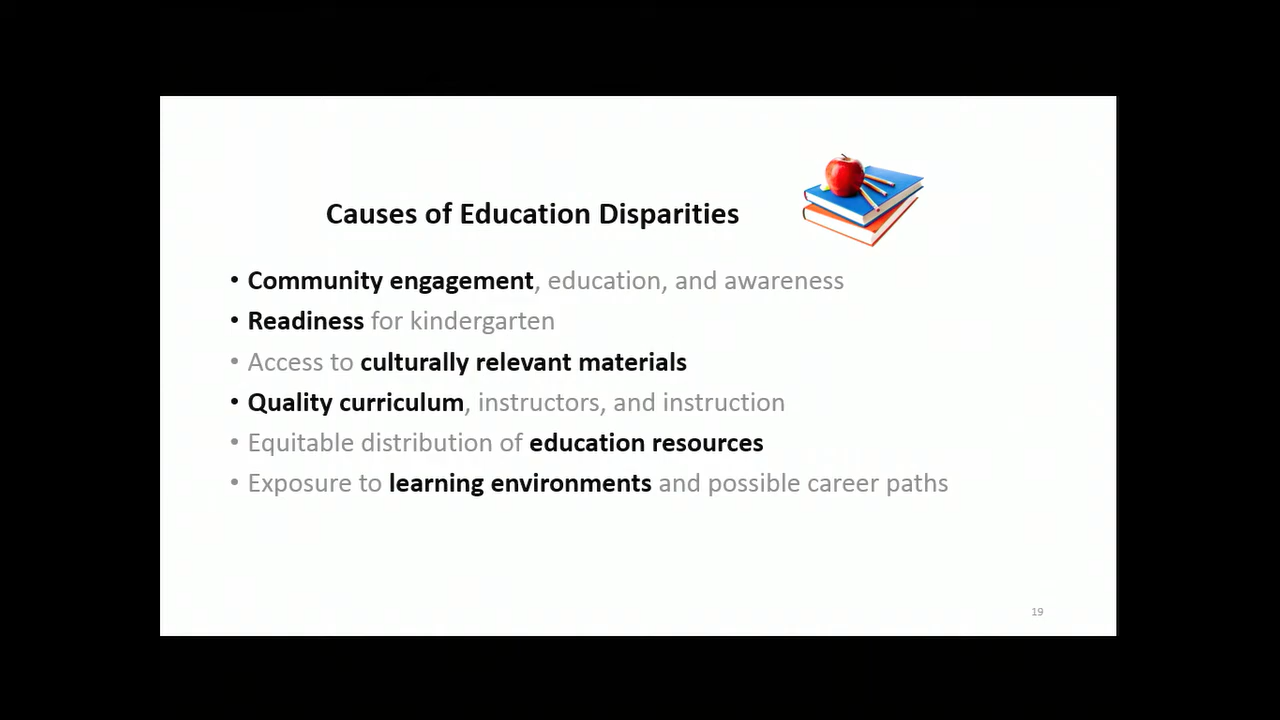 Causes of Education Disparities
• Community engagement, education, and awareness
• Readiness for kindergarten
• Access to culturally relevant materials
• Quality curriculum, instructors, and instruction
• Equitable distribution of education resources
• Exposure to learning environments and possible career paths
19